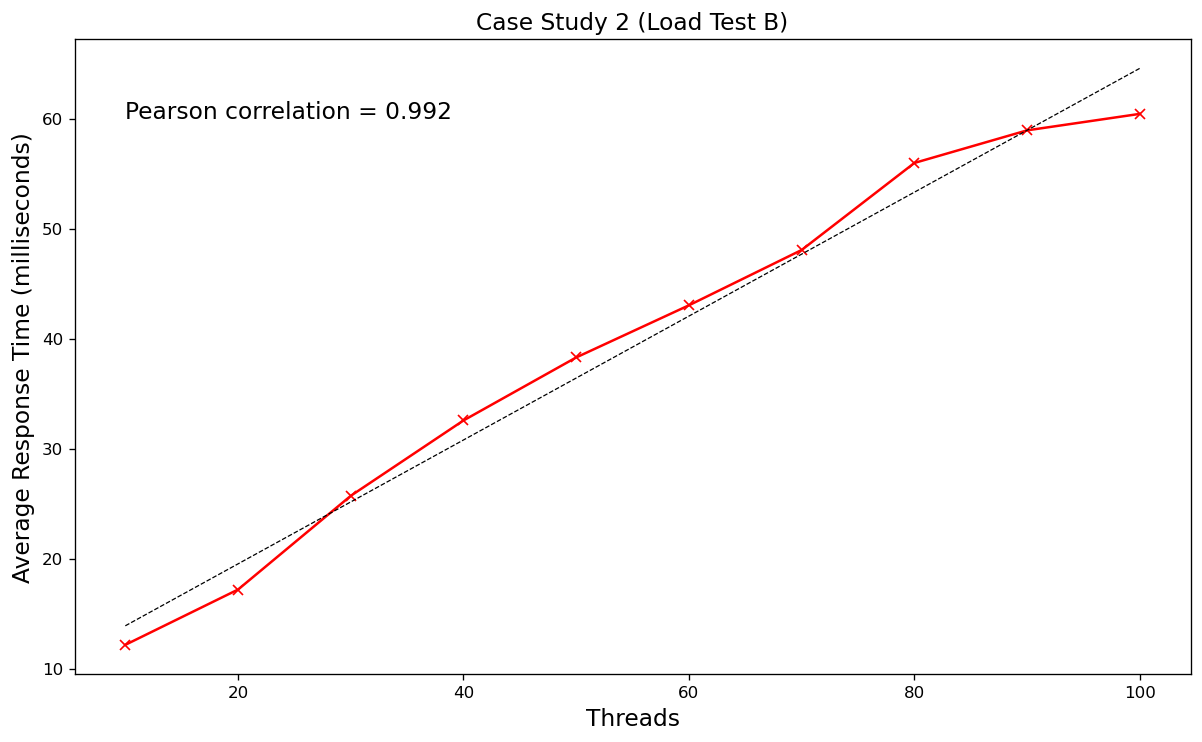 Case Study 2 (Load Test B)
Pearson correlation = 0.992
Average Response Time (milliseconds)
60
50
40
30
20
10
20 40 60 80 100
Threads